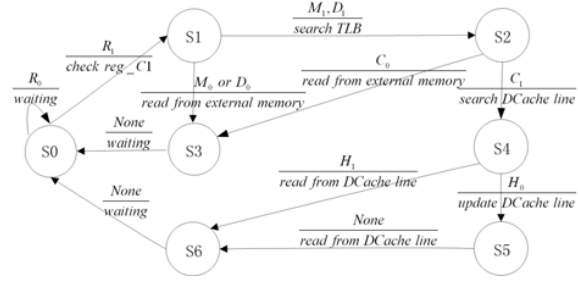 M₁, D₁
search TLB
S1
S2
R₁
check reg_C1
R₀
waiting
M₀ or D₀
read from external memory
C₀
read from external memory
C₁
search DCache line
None
waiting
S0
S3
S4
H₁
read from DCache line
H₀
update DCache line
None
waiting
None
read from DCache line
S6
S5